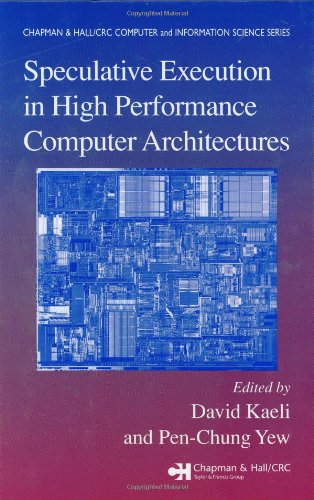 CHAPMAN & HALL/CRC COMPUTER and INFORMATION SCIENCE SERIES
Speculative Execution
in High Performance
Computer Architectures
Edited by
David Kaeli
and Pen-Chung Yew
Chapman & Hall/CRC
Taylor & Francis Group